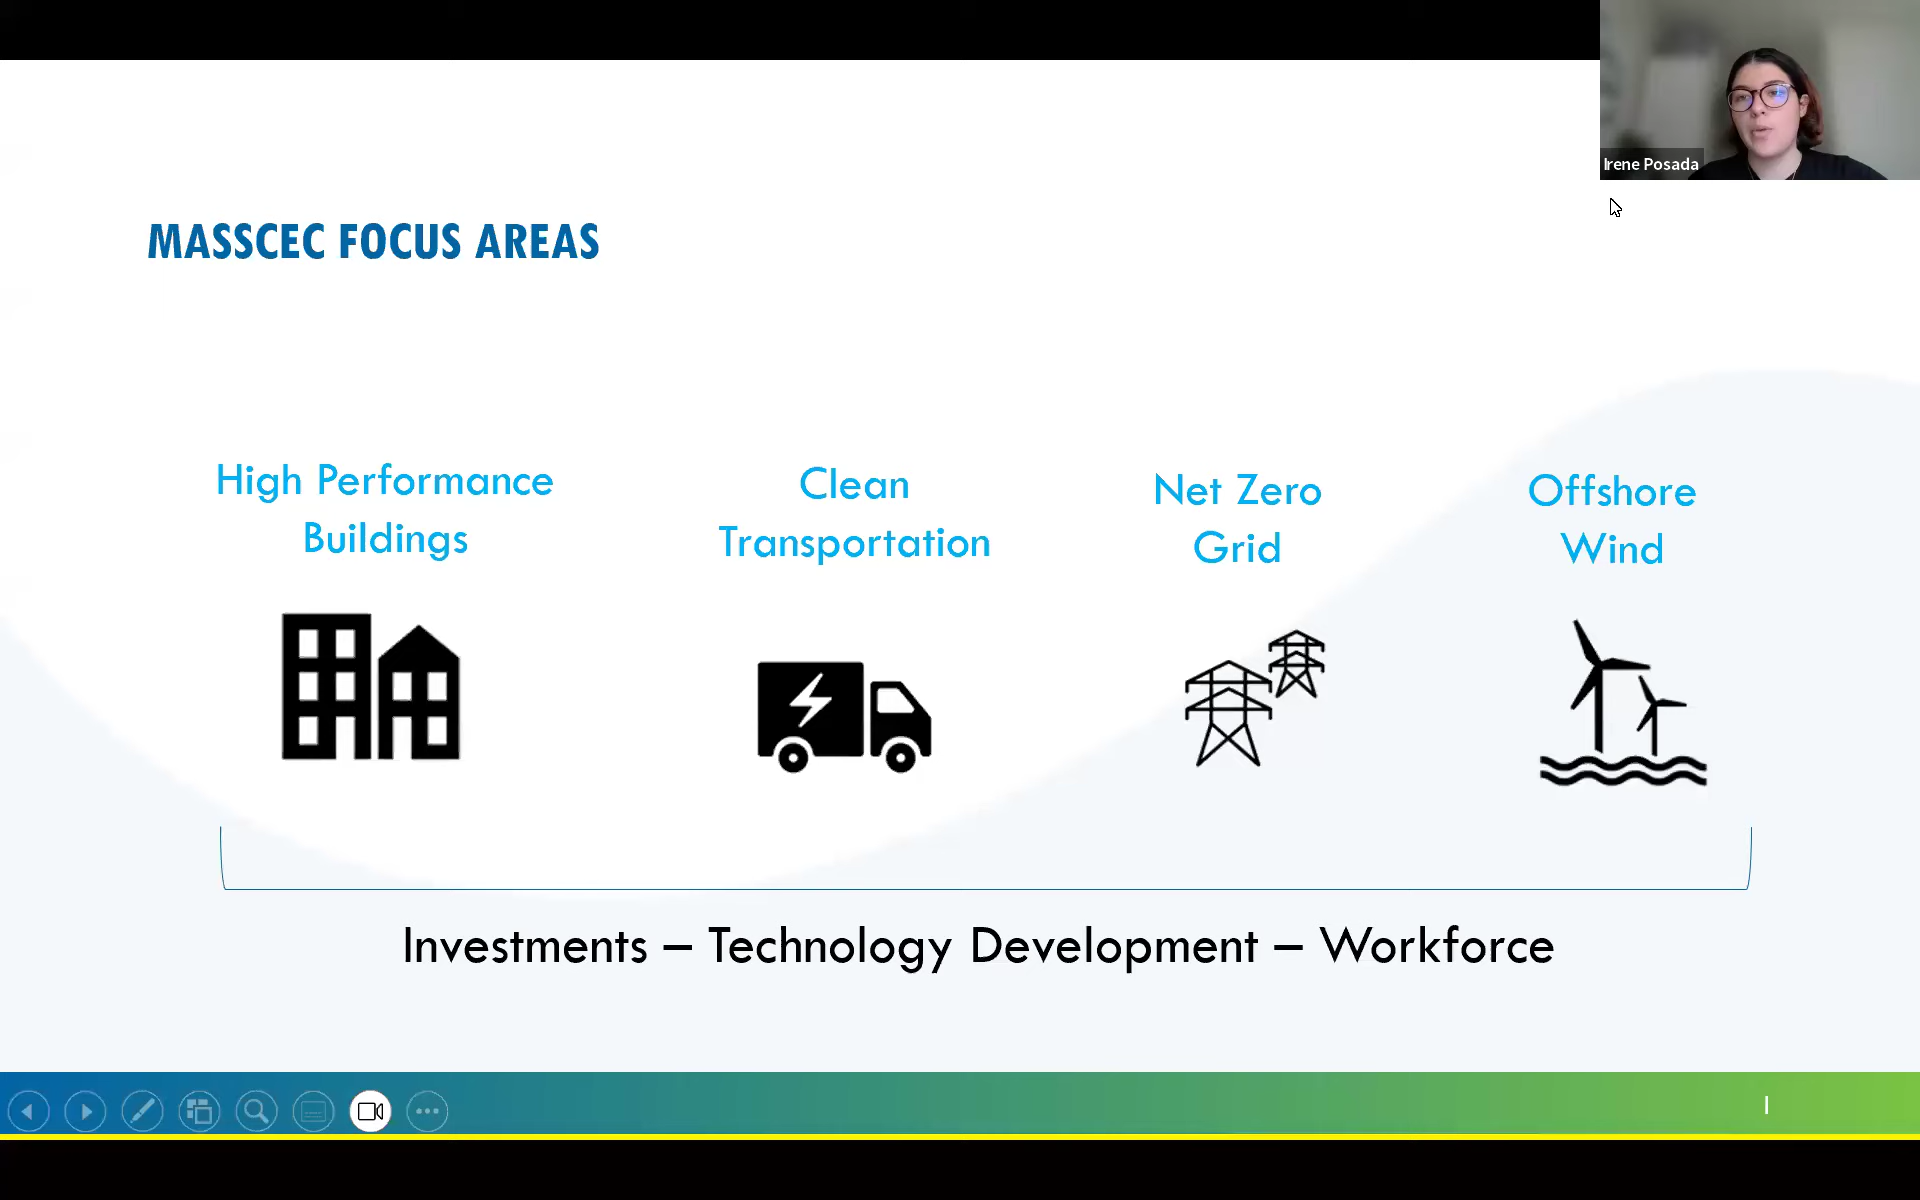 Irene Posada
MASSCEC FOCUS AREAS
High Performance
Buildings
Clean
Transportation
Net Zero
Grid
Offshore
Wind
Investments – Technology Development – Workforce